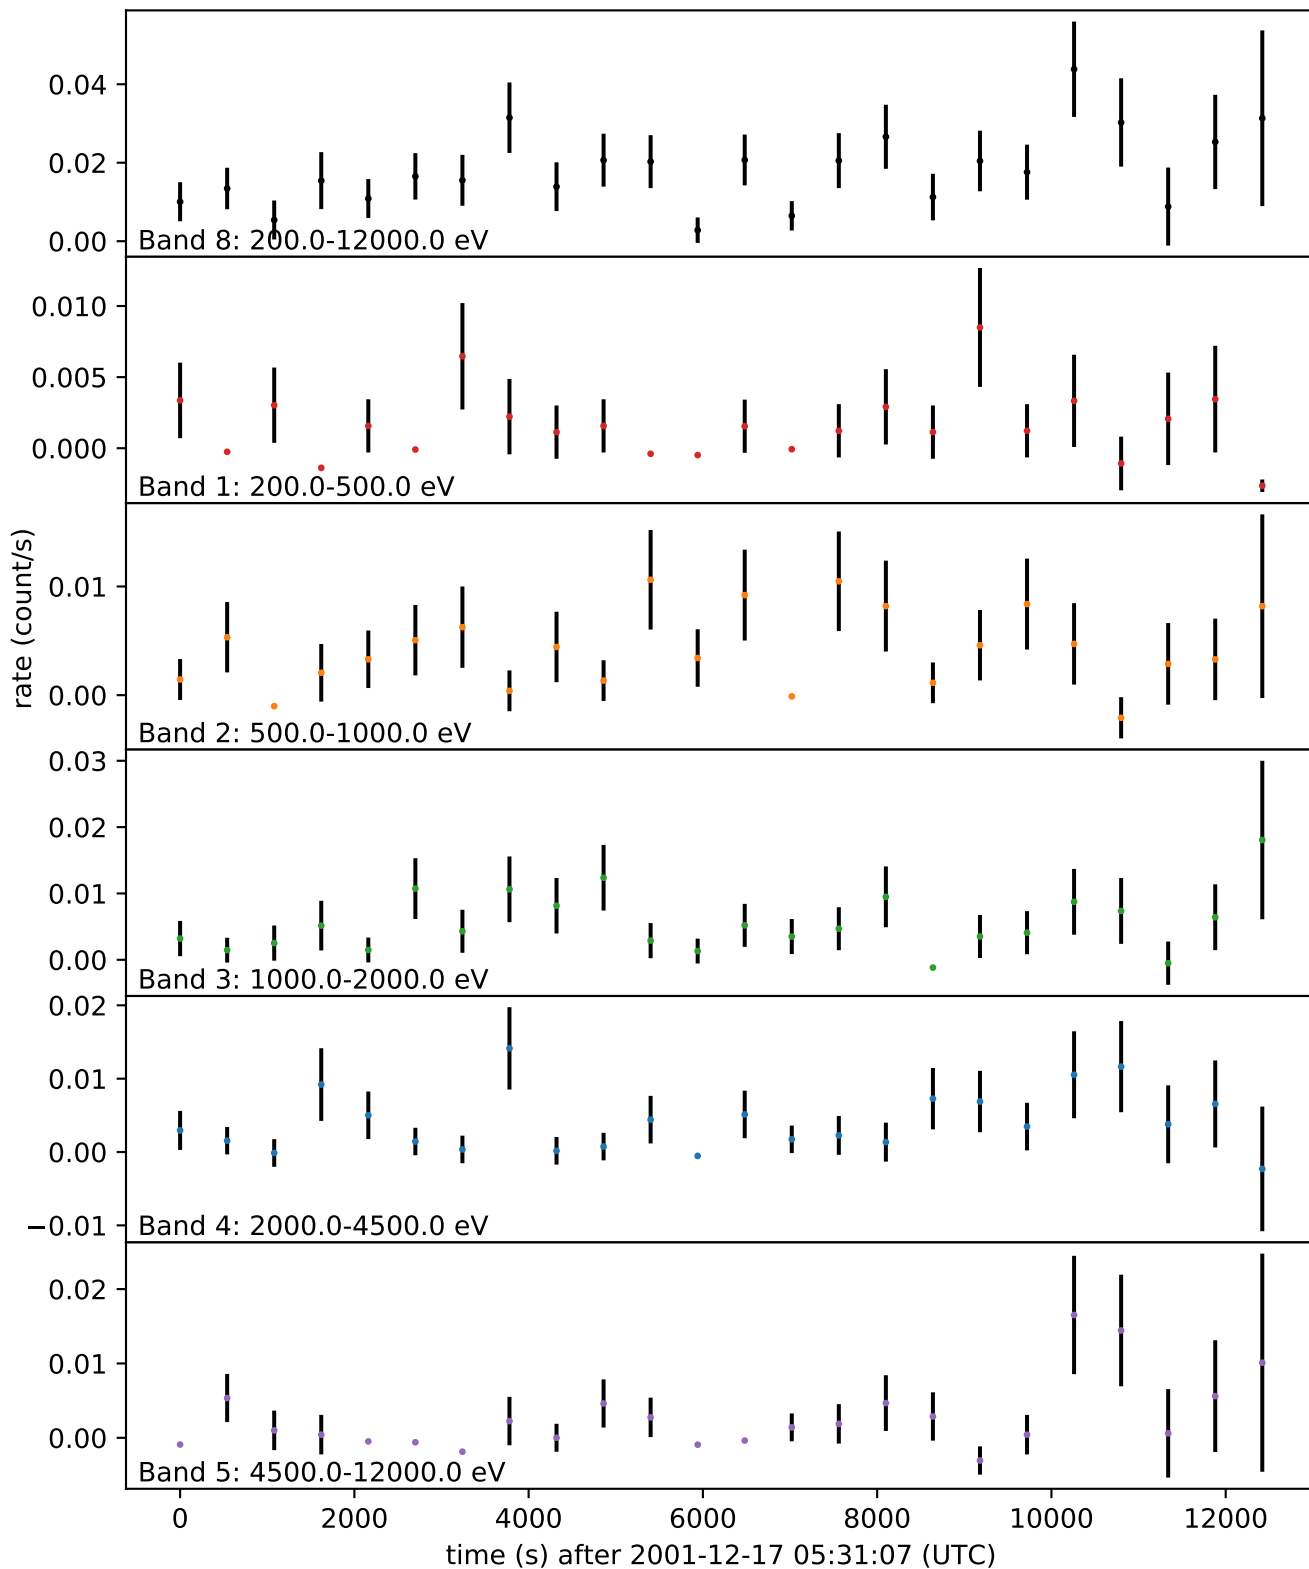 0.04
0.02
0.00
Band 8: 200.0-12000.0 eV
0.010
0.005
0.000
Band 1: 200.0-500.0 eV
0.01
0.00
Band 2: 500.0-1000.0 eV
rate (count/s)
0.03
0.02
0.01
0.00
Band 3: 1000.0-2000.0 eV
0.02
0.01
0.00
−0.01
Band 4: 2000.0-4500.0 eV
0.02
0.01
0.00
Band 5: 4500.0-12000.0 eV
0 2000 4000 6000 8000 10000 12000
time (s) after 2001-12-17 05:31:07 (UTC)